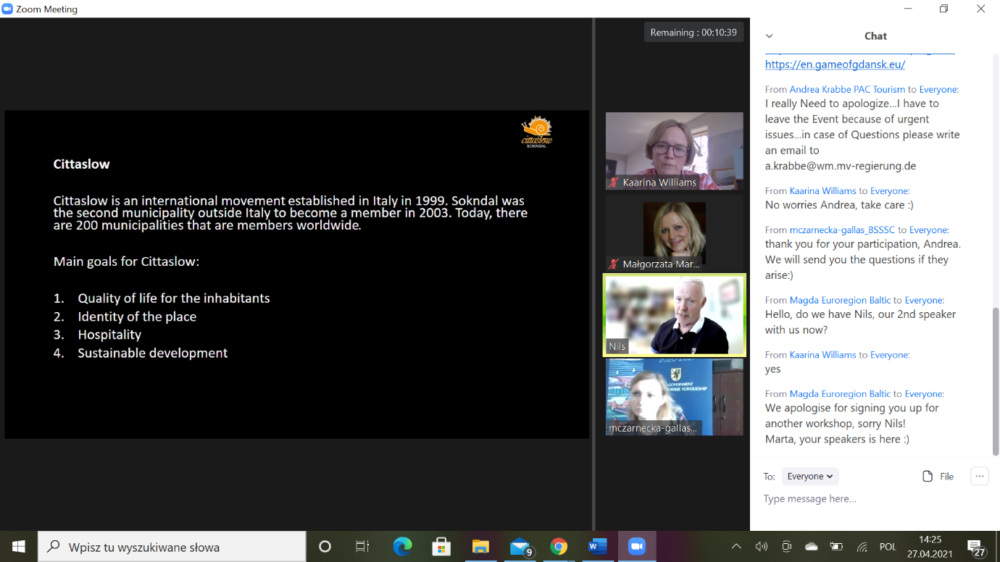 Zoom Meeting
Remaining : 00:10:39
cittaslow
SOKNDAL
Cittaslow
Cittaslow is an international movement established in Italy in 1999. Sokndal was
the second municipality outside Italy to become a member in 2003. Today, there
are 200 municipalities that are members worldwide.
Main goals for Cittaslow:
1. Quality of life for the inhabitants
2. Identity of the place
3. Hospitality
4. Sustainable development
Kaarina Williams
Małgorzata Mar...
Nils
2020-2021
-GOVERNMENT
ORSKIE VOIVODESHIP
mczarnecka-gallas...
Chat
https://en.gameofgdansk.eu/
From Andrea Krabbe PAC Tourism to Everyone:
I really Need to apologize...I have to
leave the Event because of urgent
issues...in case of Questions please write
an email to
a.krabbe@wm.mv-regierung.de
From Kaarina Williams to Everyone:
No worries Andrea, take care :)
From mczarnecka-gallas_BSSSC to Everyone:
thank you for your participation, Andrea.
We will send you the questions if they
arise:)
From Magda Euroregion Baltic to Everyone:
Hello, do we have Nils, our 2nd speaker
with us now?
From Kaarina Williams to Everyone:
yes
From Magda Euroregion Baltic to Everyone:
We apologise for signing you up for
another workshop, sorry Nils!
Marta, your speakers is here :)
To: Everyone File
Type message here...
Wpisz tu wyszukiwane słowa
9
POL
14:25
27.04.2021
27